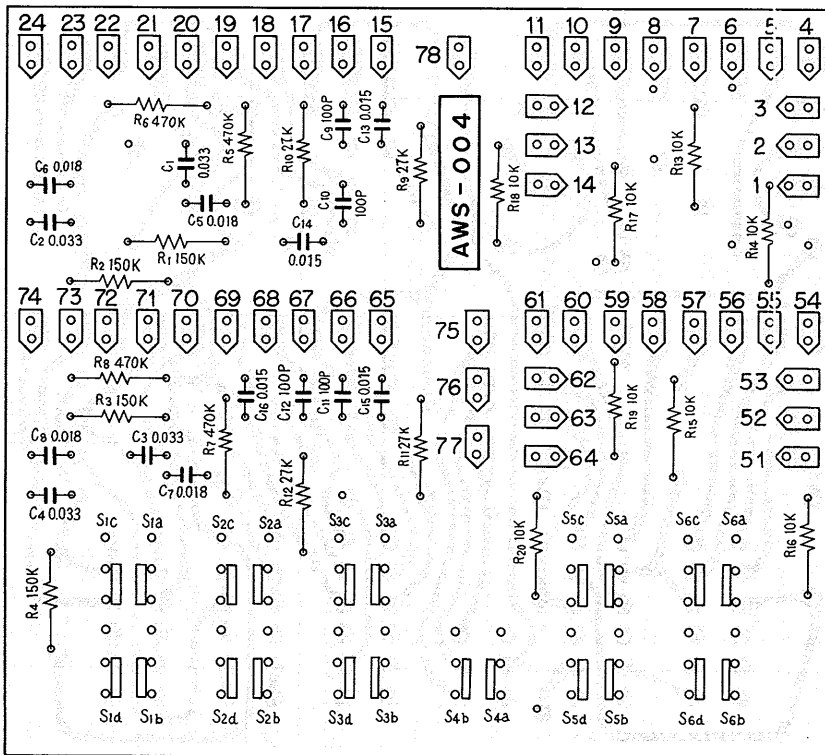 24 23 22 21 20 19 18 17 16 15 78 11 10 9 8 7 6 5 4
R6 470K
R5 470K
R10 27K
C9 100P
C13 0.015
R9 27K
AWS-004
R18 10K
12
13
14
R17 10K
R13 10K
3
2
1
R14 10K
C6 0.018
C1 0.033
C10 100P
C5 0.018
C2 0.033
C14 0.015
R1 150K
R2 150K
74 73 72 71 70 69 68 67 66 65 75 61 60 59 58 57 56 55 54
R8 470K
C16 0.015
C12 100P
C11 100P
C15 0.015
76
62
R19 10K
R15 10K
53
R3 150K
R7 470K
R11 27K
77
63
52
C8 0.018
C3 0.033
64
51
C7 0.018
R12 27K
C4 0.033
R20 10K
R16 10K
S1c S1a S2c S2a S3c S3a S5c S5a S6c S6a
R4 150K
S1d S1b S2d S2b S3d S3b S4b S4a S5d S5b S6d S6b